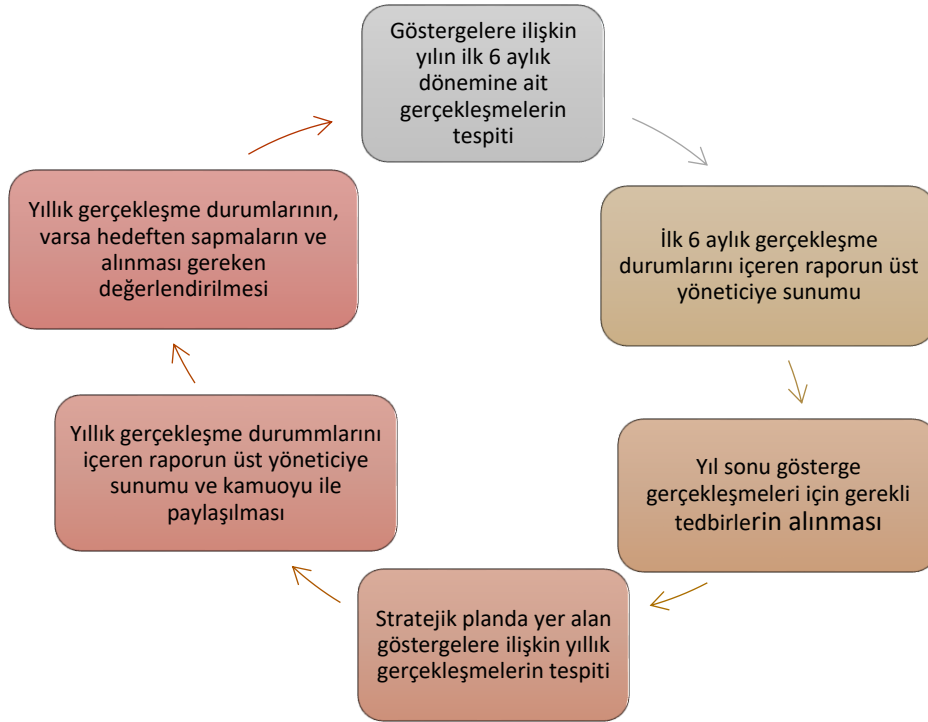 Göstergelere ilişkin
yılın ilk 6 aylık
dönemine ait
gerçekleşmelerin
tespiti
İlk 6 aylık gerçekleşme
durumlarını içeren raporun üst
yöneticiye sunumu
Yıl sonu gösterge
gerçekleşmeleri için gerekli
tedbirlerin alınması
Stratejik planda yer alan
göstergelere ilişkin yıllık
gerçekleşmelerin tespiti
Yıllık gerçekleşme durummlarını
içeren raporun üst yöneticiye
sunumu ve kamuoyu ile
paylaşılması
Yıllık gerçekleşme durumlarının,
varsa hedeften sapmaların ve
alınması gereken
değerlendirilmesi